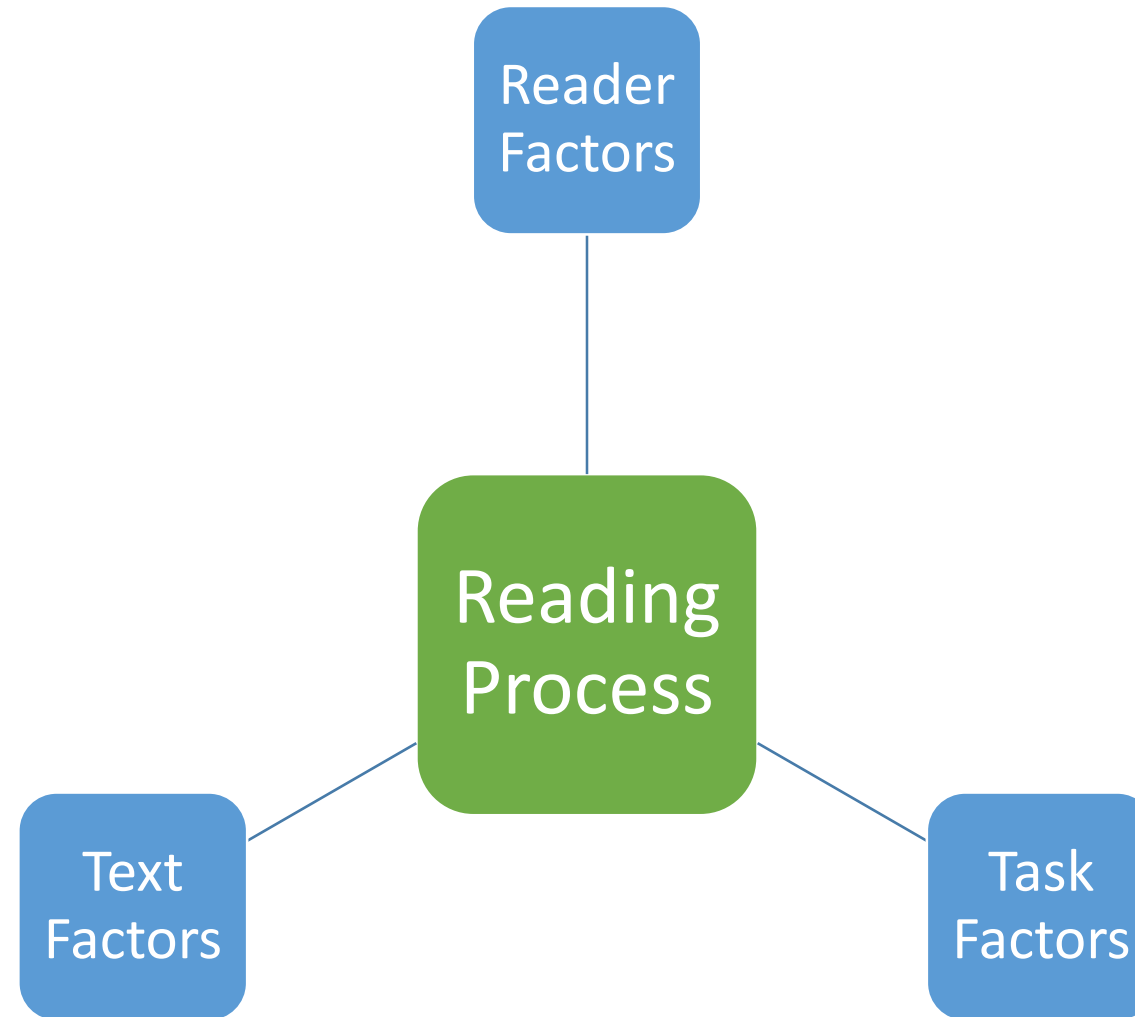 Reader
Factors
Reading
Process
Text
Factors
Task
Factors